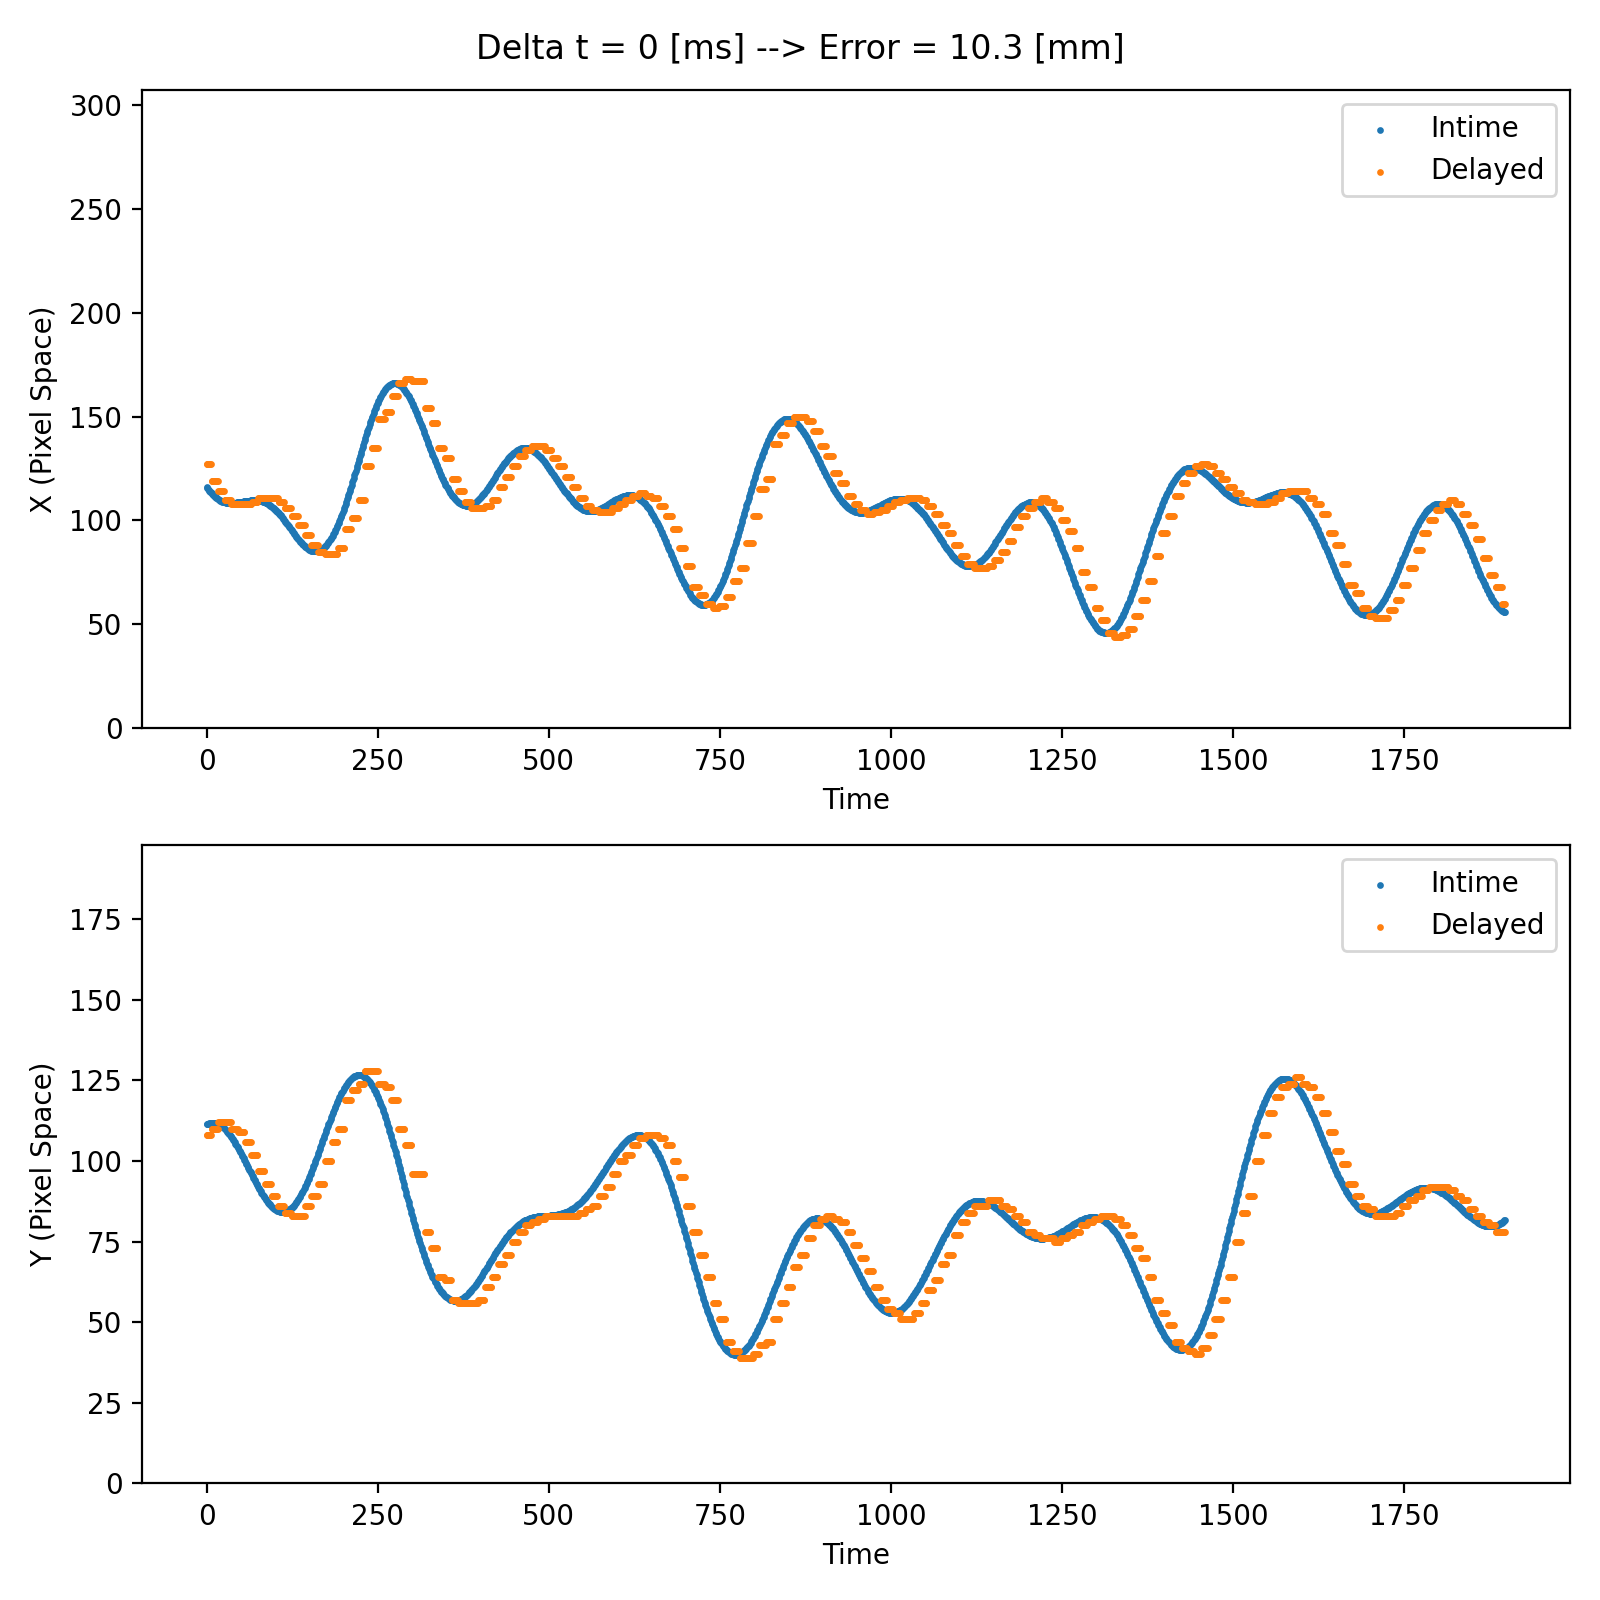 Delta t = 0 [ms] --> Error = 10.3 [mm]
300
250
200
150
100
50
0
X (Pixel Space)
Intime
Delayed
0 250 500 750 1000 1250 1500 1750
Time
175
150
125
100
75
50
25
0
Y (Pixel Space)
Intime
Delayed
0 250 500 750 1000 1250 1500 1750
Time